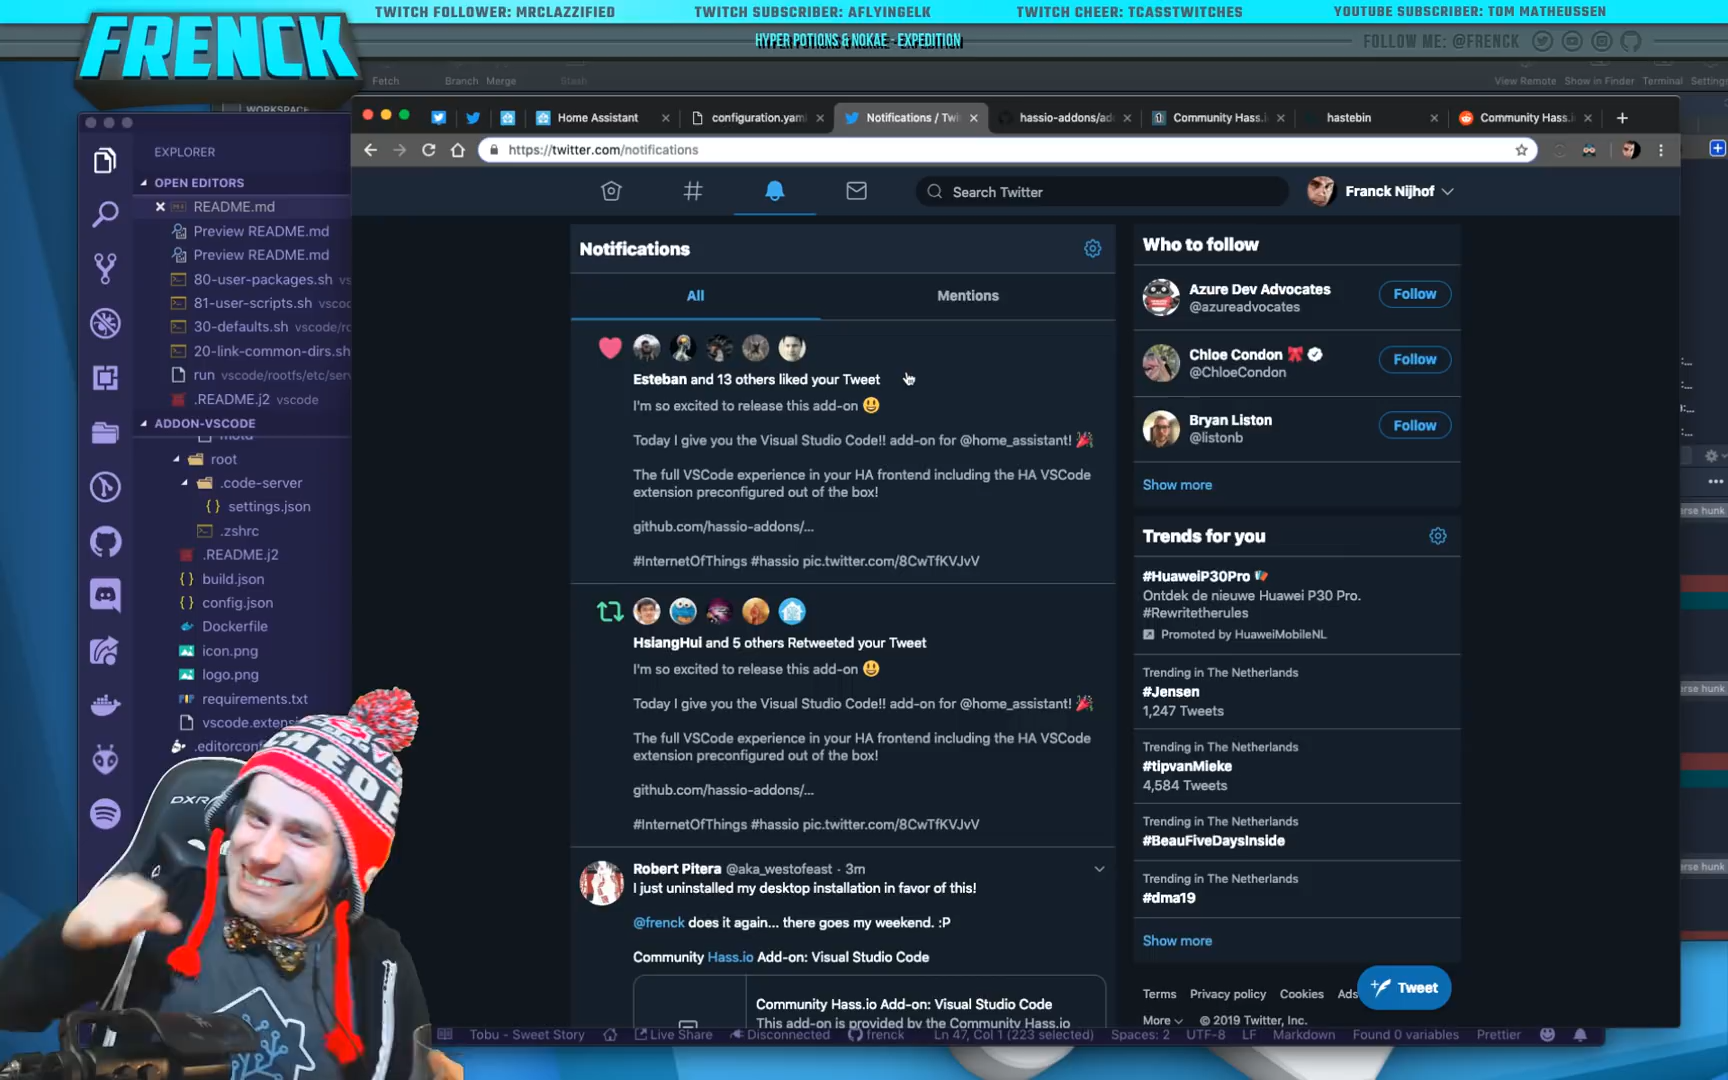 TWITCH FOLLOWER: MRCLAZZIFIED
TWITCH SUBSCRIBER: AFLYINGELK
TWITCH CHEER: TCASSTWITCHES
YOUTUBE SUBSCRIBER: TOM MATHEUSSEN
FRENCK
HYPER POTIONS & NOKAE - EXPEDITION
FOLLOW ME: @FRENCK
Fetch
Branch
Merge
Stash
View Remote
Show in Finder
Terminal
WORKSPACE
Home Assistant
configuration.yam
Notifications / Twi
hassio-addons/ad
Community Hass.i
hastebin
Community Hass.i
https://twitter.com/notifications
EXPLORER
OPEN EDITORS
README.md
Preview README.md
Preview README.md
80-user-packages.sh
81-user-scripts.sh
30-defaults.sh vscode/
20-link-common-dirs.sh
run vscode/rootfs/etc/
.README.j2 vscode
ADDON-VSCODE
motd
root
.code-server
settings.json
.zshrc
.README.j2
build.json
config.json
Dockerfile
icon.png
logo.png
requirements.txt
vscode.extensi
.editorconf
Search Twitter
Franck Nijhof
Notifications
All
Mentions
Esteban and 13 others liked your Tweet
I'm so excited to release this add-on 😃
Today I give you the Visual Studio Code!! add-on for @home_assistant! 🎉
The full VSCode experience in your HA frontend including the HA VSCode
extension preconfigured out of the box!
github.com/hassio-addons/...
#InternetOfThings #hassio pic.twitter.com/8CwTfKVJvV
HsiangHui and 5 others Retweeted your Tweet
I'm so excited to release this add-on 😃
Today I give you the Visual Studio Code!! add-on for @home_assistant! 🎉
The full VSCode experience in your HA frontend including the HA VSCode
extension preconfigured out of the box!
github.com/hassio-addons/...
#InternetOfThings #hassio pic.twitter.com/8CwTfKVJvV
Robert Pitera @aka_westofeast · 3m
I just uninstalled my desktop installation in favor of this!
@frenck does it again... there goes my weekend. :P
Community Hass.io Add-on: Visual Studio Code
Community Hass.io Add-on: Visual Studio Code
This add-on is provided by the Community Hass.io
Who to follow
Azure Dev Advocates
@azureadvocates
Follow
Chloe Condon
@ChloeCondon
Follow
Bryan Liston
@listonb
Follow
Show more
Trends for you
#HuaweiP30Pro
Ontdek de nieuwe Huawei P30 Pro.
#Rewritetherules
Promoted by HuaweiMobileNL
Trending in The Netherlands
#Jensen
1,247 Tweets
Trending in The Netherlands
#tipvanMieke
4,584 Tweets
Trending in The Netherlands
#BeauFiveDaysInside
Trending in The Netherlands
#dma19
Show more
Terms Privacy policy Cookies Ads
More © 2019 Twitter, Inc.
Tweet
DXR
Tobu - Sweet Story
Live Share
Disconnected
frenck
Ln 47, Col 1 (223 selected)
Spaces: 2
UTF-8
LF
Markdown
Found 0 variables
Prettier